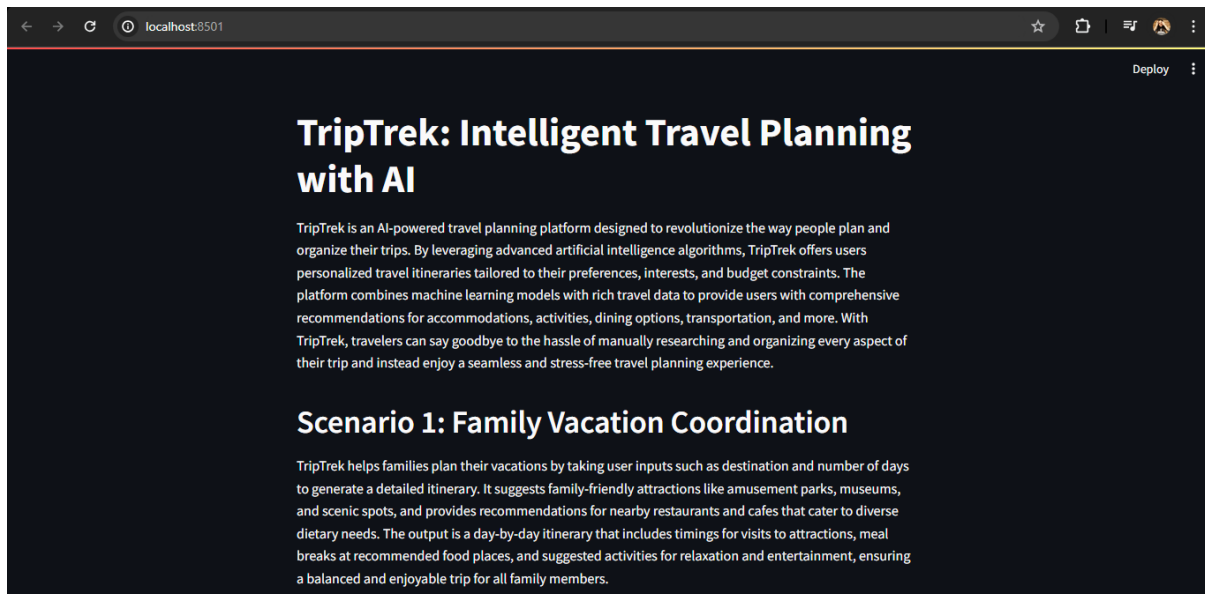 localhost:8501
Deploy
TripTrek: Intelligent Travel Planning
with AI
TripTrek is an AI-powered travel planning platform designed to revolutionize the way people plan and
organize their trips. By leveraging advanced artificial intelligence algorithms, TripTrek offers users
personalized travel itineraries tailored to their preferences, interests, and budget constraints. The
platform combines machine learning models with rich travel data to provide users with comprehensive
recommendations for accommodations, activities, dining options, transportation, and more. With
TripTrek, travelers can say goodbye to the hassle of manually researching and organizing every aspect of
their trip and instead enjoy a seamless and stress-free travel planning experience.
Scenario 1: Family Vacation Coordination
TripTrek helps families plan their vacations by taking user inputs such as destination and number of days
to generate a detailed itinerary. It suggests family-friendly attractions like amusement parks, museums,
and scenic spots, and provides recommendations for nearby restaurants and cafes that cater to diverse
dietary needs. The output is a day-by-day itinerary that includes timings for visits to attractions, meal
breaks at recommended food places, and suggested activities for relaxation and entertainment, ensuring
a balanced and enjoyable trip for all family members.